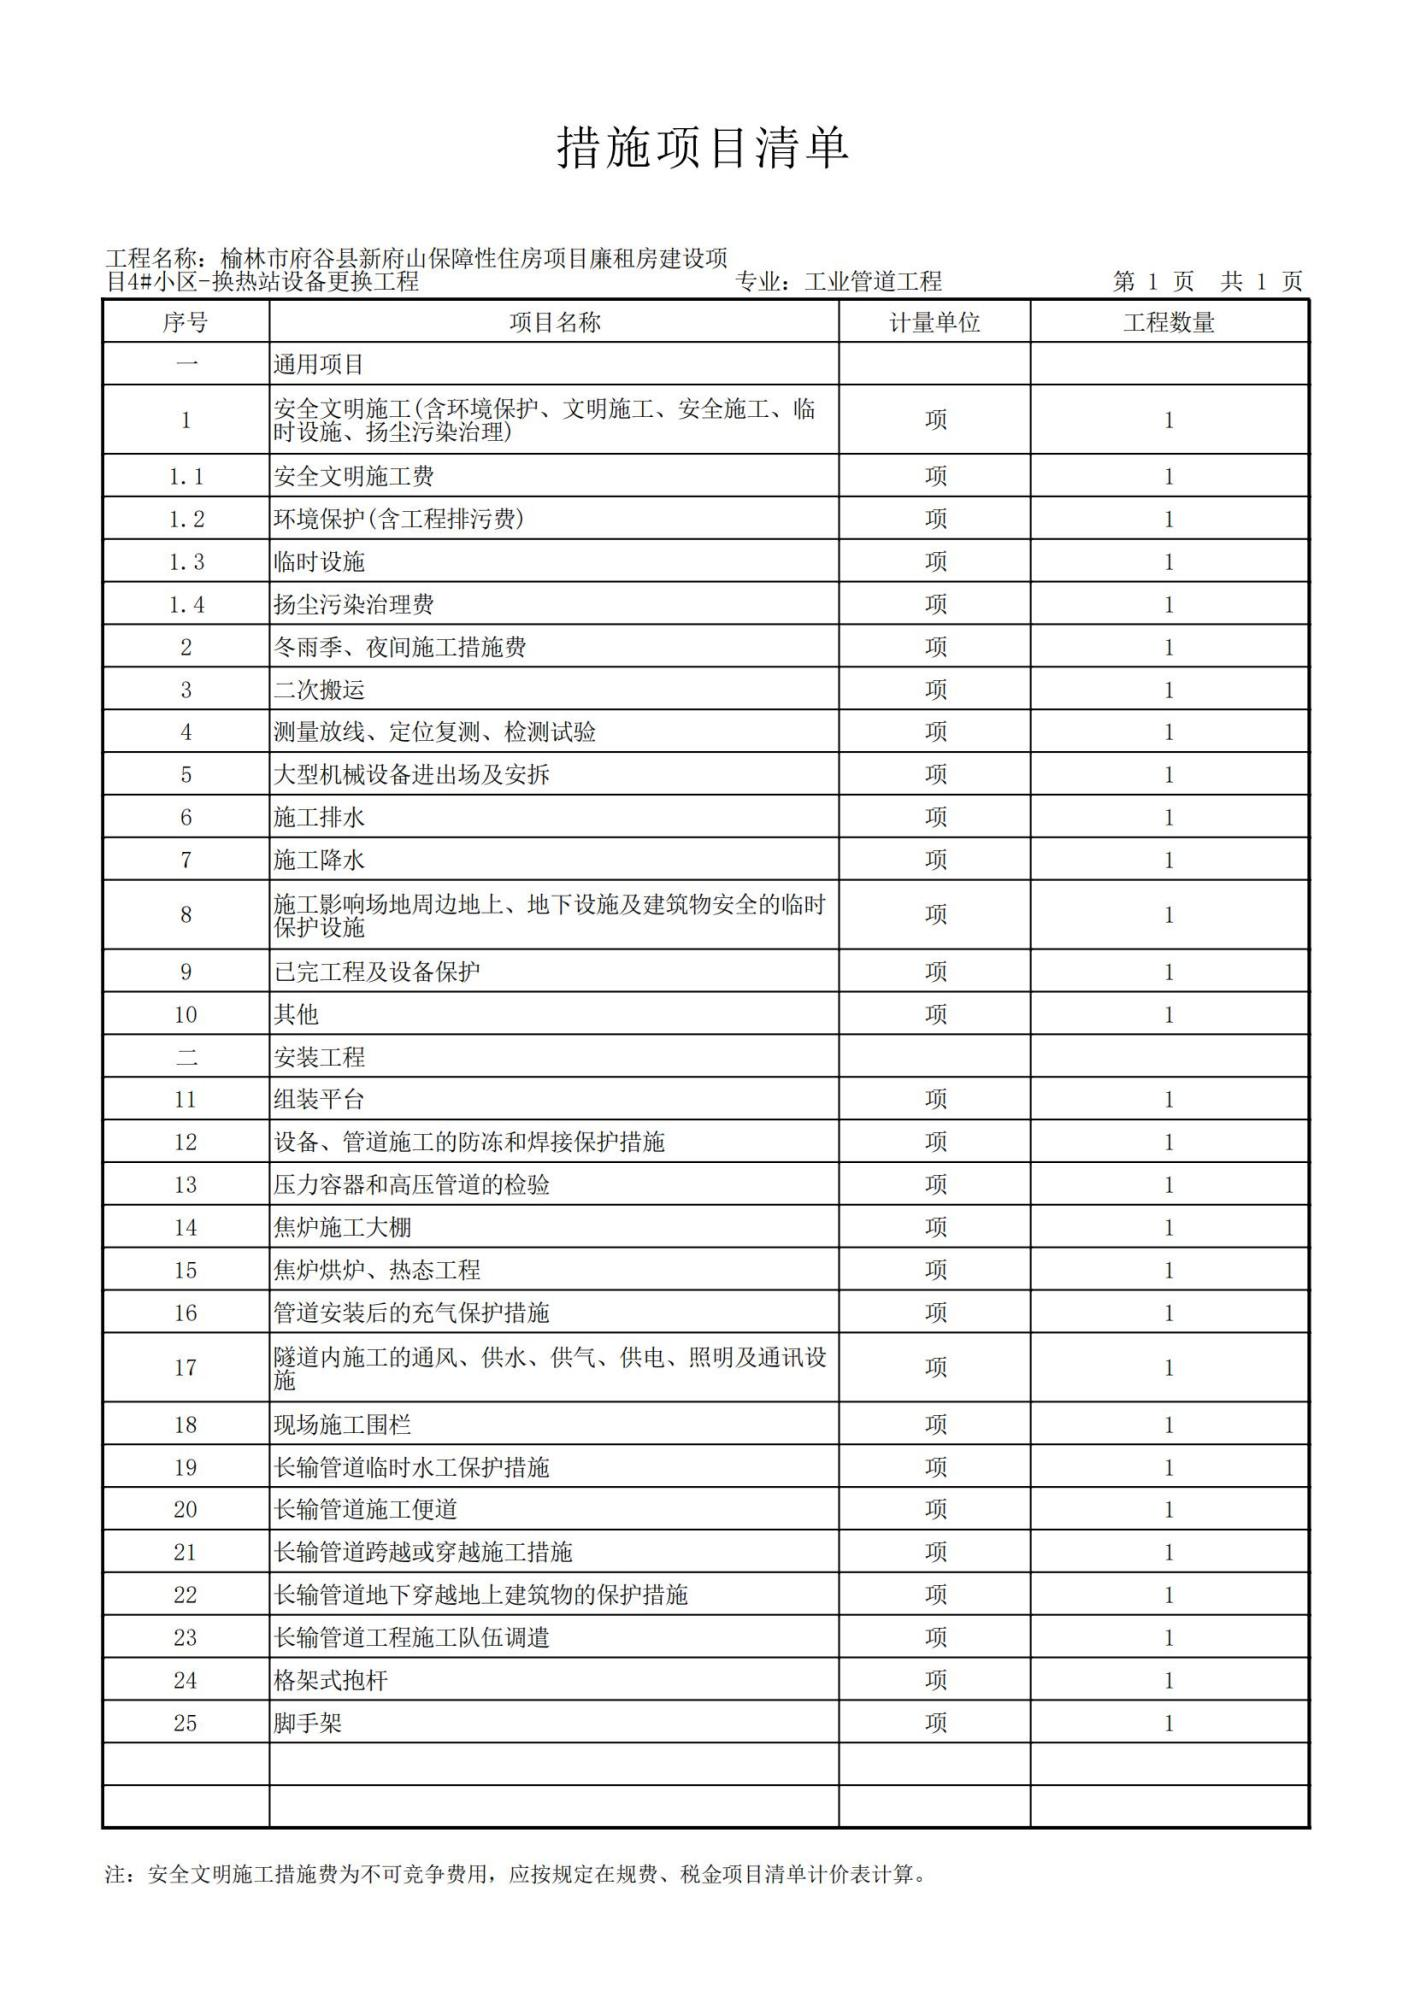 措施项目清单
工程名称：榆林市府谷县新府山保障性住房项目廉租房建设项
目4#小区-换热站设备更换工程 专业：工业管道工程 第 1 页 共 1 页
序号 项目名称 计量单位 工程数量
一 通用项目
1 安全文明施工(含环境保护、文明施工、安全施工、临 项 1
时设施、扬尘污染治理)
1.1 安全文明施工费 项 1
1.2 环境保护(含工程排污费) 项 1
1.3 临时设施 项 1
1.4 扬尘污染治理费 项 1
2 冬雨季、夜间施工措施费 项 1
3 二次搬运 项 1
4 测量放线、定位复测、检测试验 项 1
5 大型机械设备进出场及安拆 项 1
6 施工排水 项 1
7 施工降水 项 1
8 施工影响场地周边地上、地下设施及建筑物安全的临时 项 1
保护设施
9 已完工程及设备保护 项 1
10 其他 项 1
二 安装工程
11 组装平台 项 1
12 设备、管道施工的防冻和焊接保护措施 项 1
13 压力容器和高压管道的检验 项 1
14 焦炉施工大棚 项 1
15 焦炉烘炉、热态工程 项 1
16 管道安装后的充气保护措施 项 1
17 隧道内施工的通风、供水、供气、供电、照明及通讯设 项 1
施
18 现场施工围栏 项 1
19 长输管道临时水工保护措施 项 1
20 长输管道施工便道 项 1
21 长输管道跨越或穿越施工措施 项 1
22 长输管道地下穿越地上建筑物的保护措施 项 1
23 长输管道工程施工队伍调遣 项 1
24 格架式抱杆 项 1
25 脚手架 项 1
注：安全文明施工措施费为不可竞争费用，应按规定在规费、税金项目清单计价表计算。